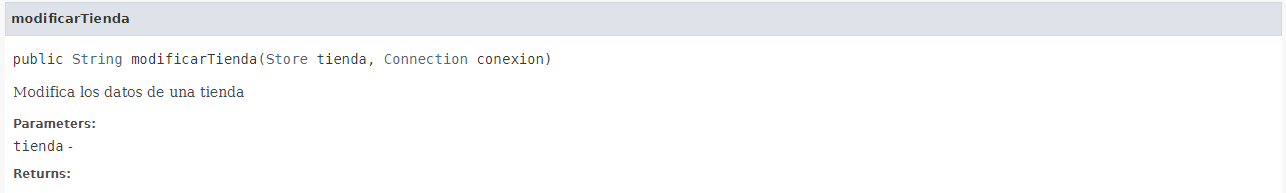 modificarTienda
public String modificarTienda(Store tienda, Connection conexion)
Modifica los datos de una tienda
Parameters:
tienda -
Returns: